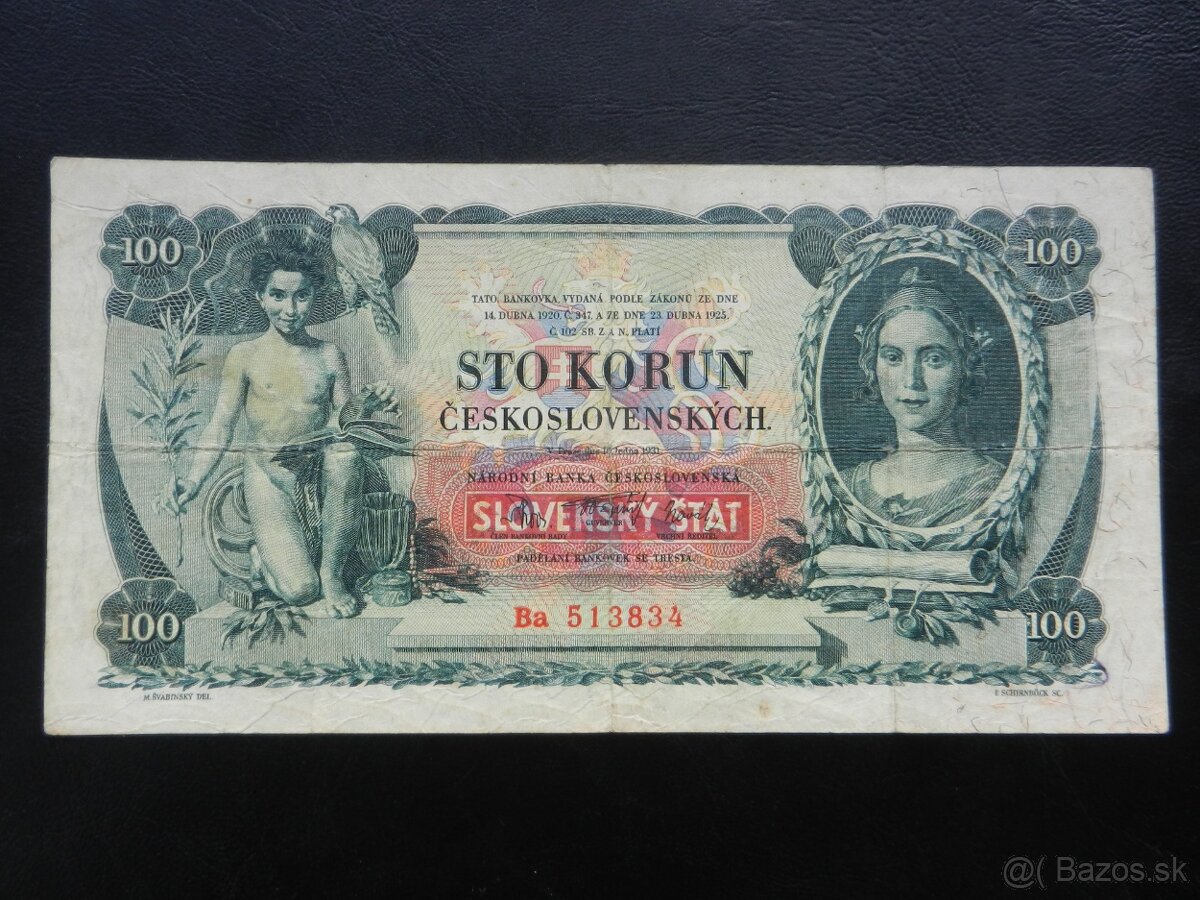 100
100
TATO BANKOVKA, VYDANÁ PODLE ZÁKONŮ ZE DNE
14. DUBNA 1920, Č. 347, A ZE DNE 23. DUBNA 1925,
Č. 102 SB. Z. A N., PLATÍ
STO KORUN
ČESKOSLOVENSKÝCH.
1931
NÁRODNÍ BANKA ČESKOSLOVENSKÁ
SLOVENSKÝ ŠTÁT
ČLEN BANKOVNÍ RADY GUVERNÉR VRCHNÍ ŘEDITEL
PADĚLÁNÍ BANKOVEK SE TRESTÁ.
Ba 513834
100
100
M. ŠVABINSKÝ DEL.
F. SCHIRNBÖCK SC.
@( Bazos.sk